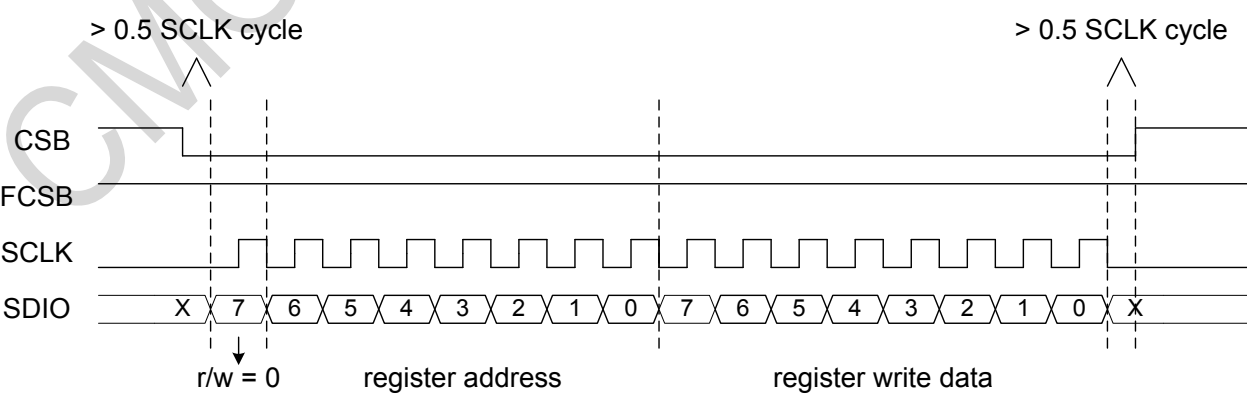 > 0.5 SCLK cycle > 0.5 SCLK cycle
CSB
FCSB
SCLK
SDIO X 7 6 5 4 3 2 1 0 7 6 5 4 3 2 1 0 X
r/w = 0 register address register write data